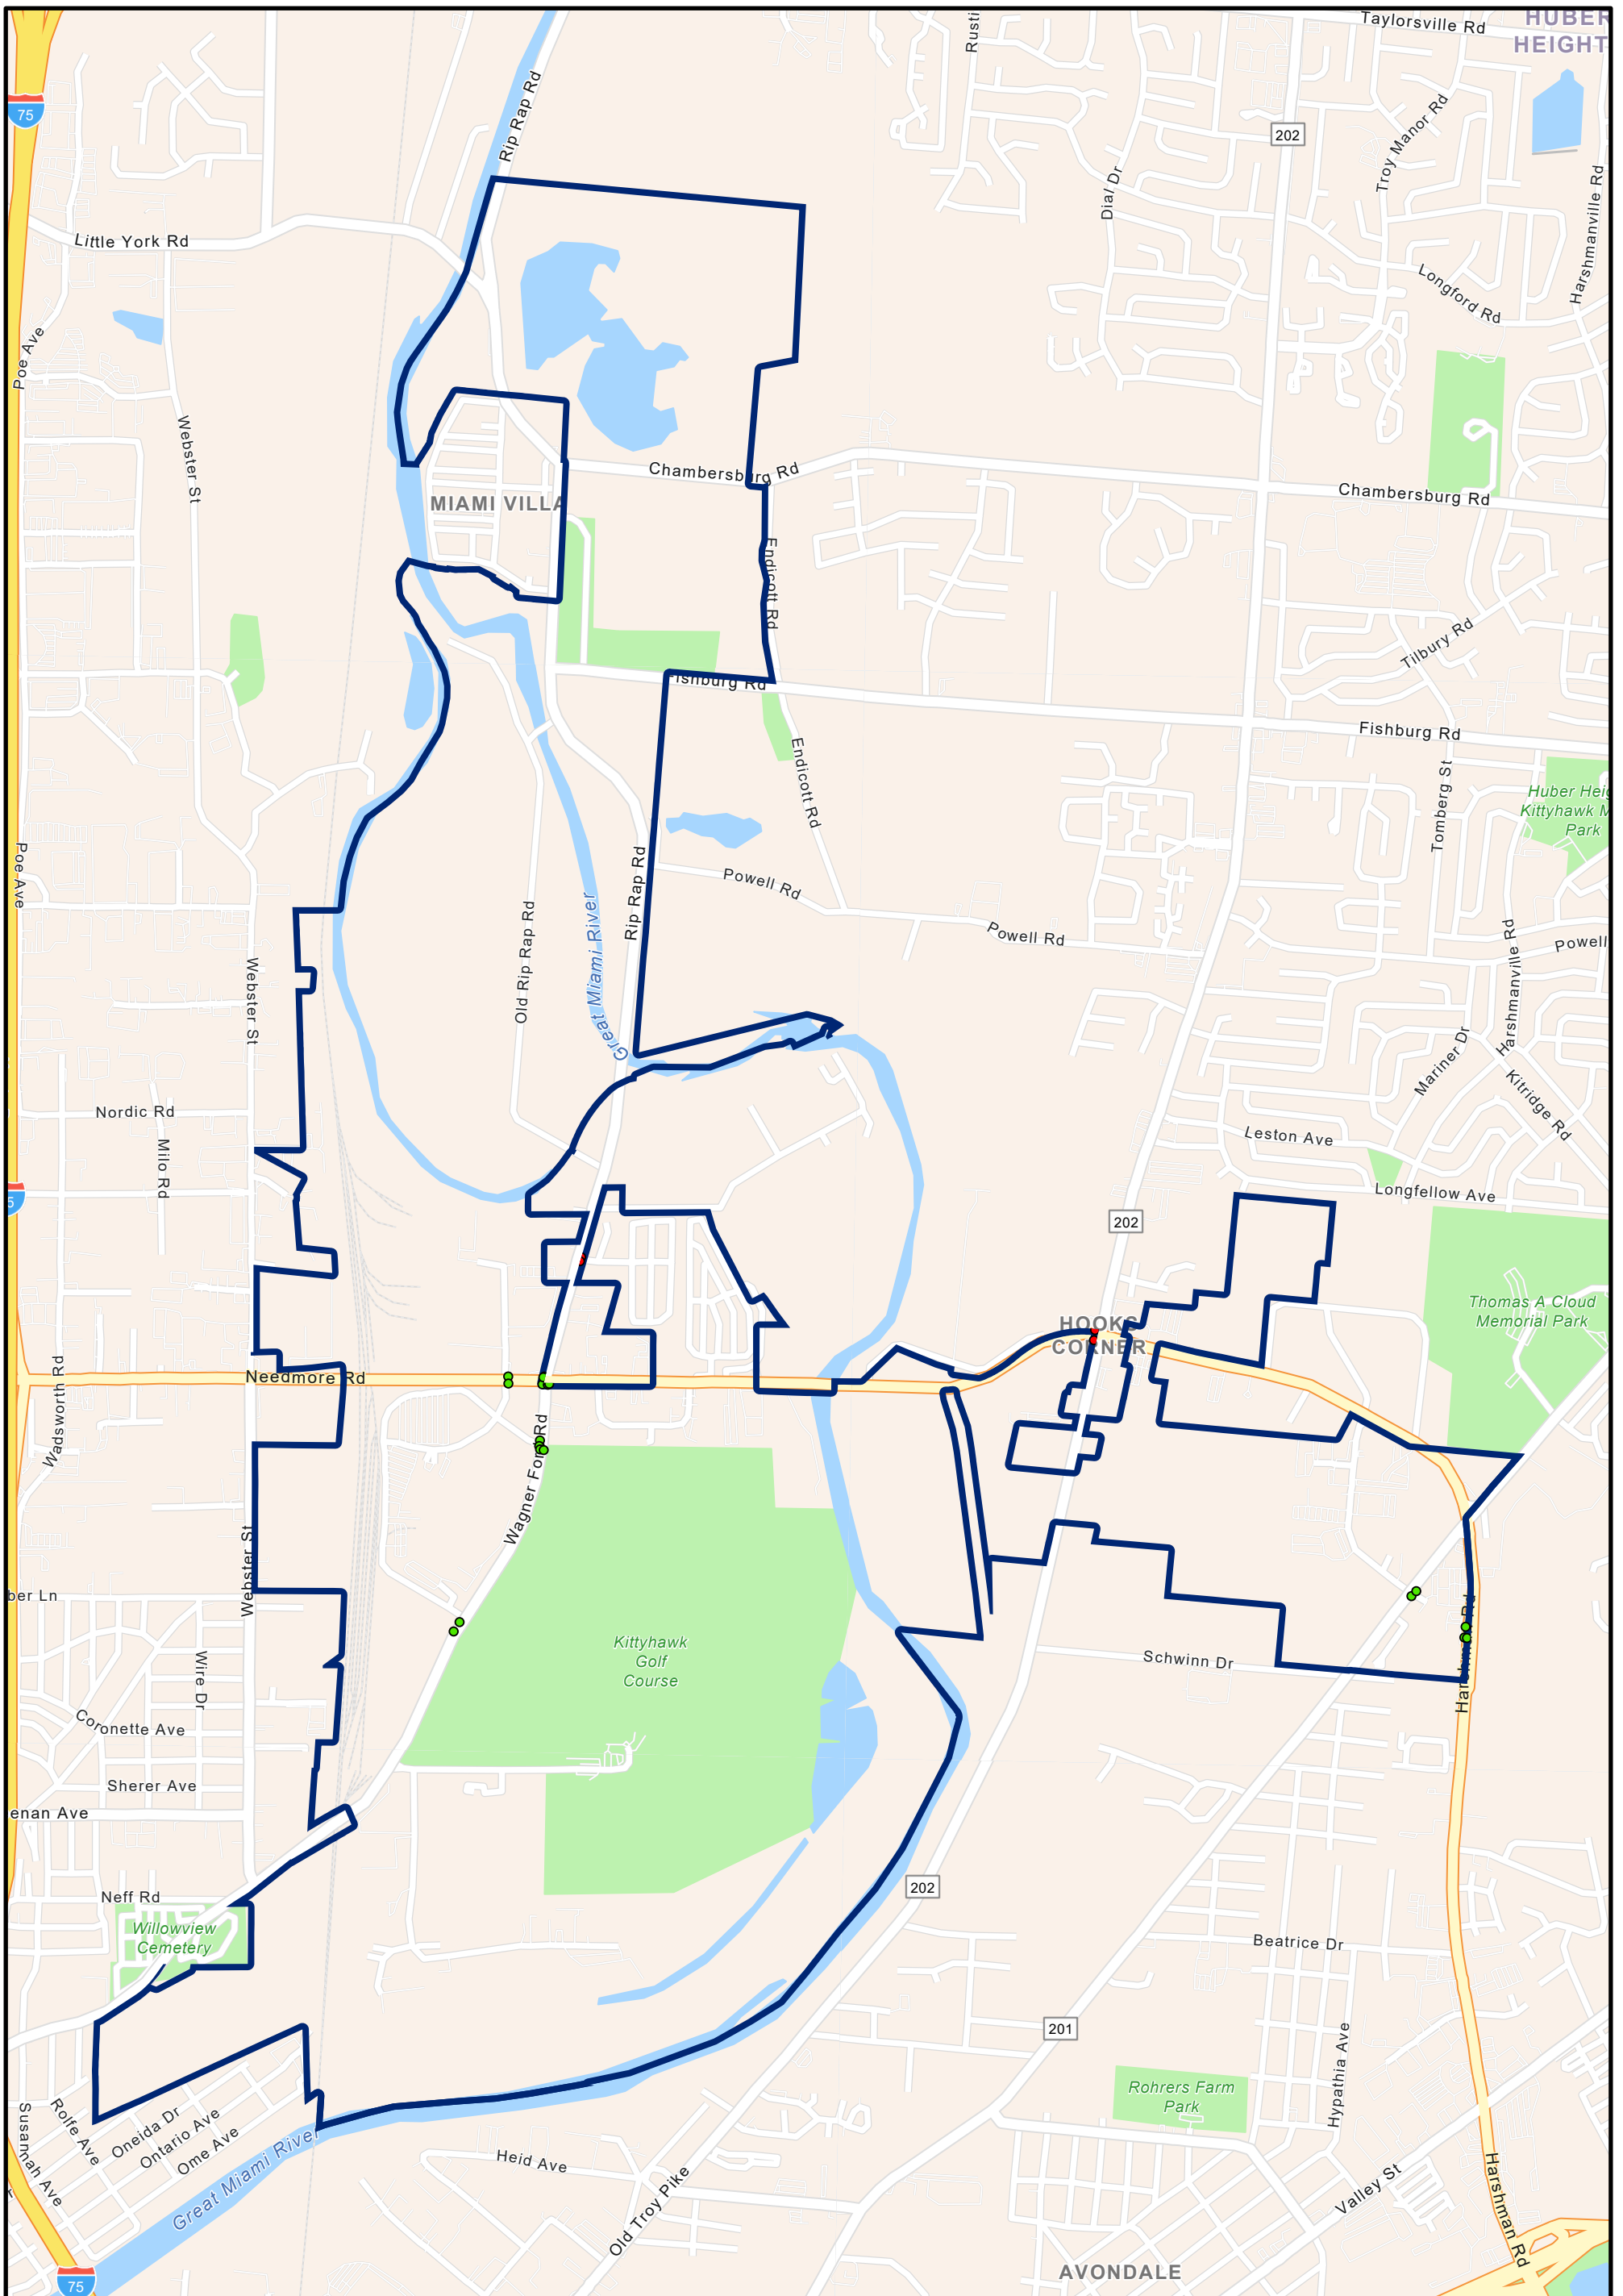 HUBER
HEIGHT
Taylorsville Rd
Rusti
75
Rip Rap Rd
202
Troy Manor Rd
Dial Dr
Harshmanville Rd
Little York Rd
Longford Rd
Poe Ave
Webster St
Chambersburg Rd
Chambersburg Rd
MIAMI VILLA
Endicott Rd
Tilbury Rd
Fishburg Rd
Fishburg Rd
Endicott Rd
Tomberg St
Huber Heig
Kittyhawk M
Park
Poe Ave
Rip Rap Rd
Powell Rd
Great Miami River
Old Rip Rap Rd
Powell Rd
Harshmanville Rd
Powell
Webster St
Mariner Dr
Kitridge Rd
Nordic Rd
Milo Rd
Leston Ave
5
Longfellow Ave
202
Thomas A Cloud
Memorial Park
HOOKS
CORNER
Wadsworth Rd
Needmore Rd
Wagner Ford Rd
Webster St
ber Ln
Harshman Rd
Kittyhawk
Golf
Course
Schwinn Dr
Wire Dr
Coronette Ave
Sherer Ave
enan Ave
202
Neff Rd
Willowview
Cemetery
Beatrice Dr
201
Hypathia Ave
Rohrers Farm
Park
Susannah Ave
Rolfe Ave
Oneida Dr
Ontario Ave
Ome Ave
Great Miami River
Heid Ave
Old Troy Pike
Valley St
Harshman Rd
AVONDALE
75